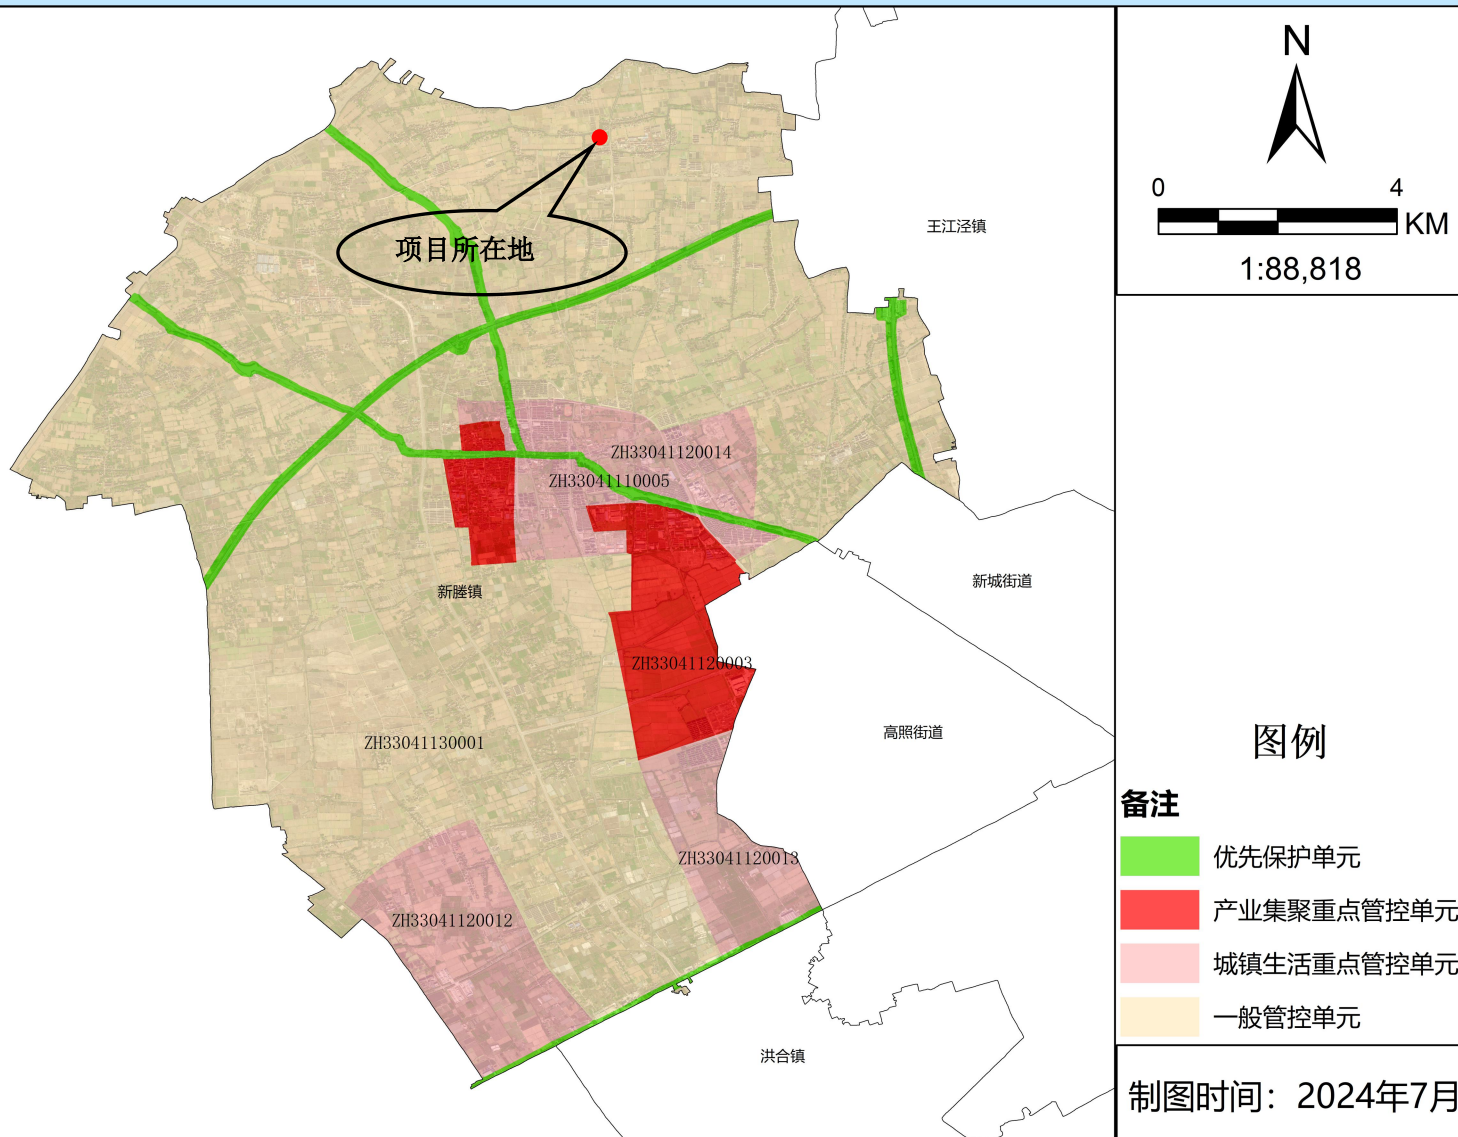 N
0 4
KM
1:88,818
王江泾镇
项目所在地
ZH33041120014
ZH33041110005
新塍镇
新城街道
ZH33041120003
高照街道
ZH33041130001
ZH33041120013
ZH33041120012
洪合镇
图例
备注
优先保护单元
产业集聚重点管控单元
城镇生活重点管控单元
一般管控单元
制图时间：2024年7月